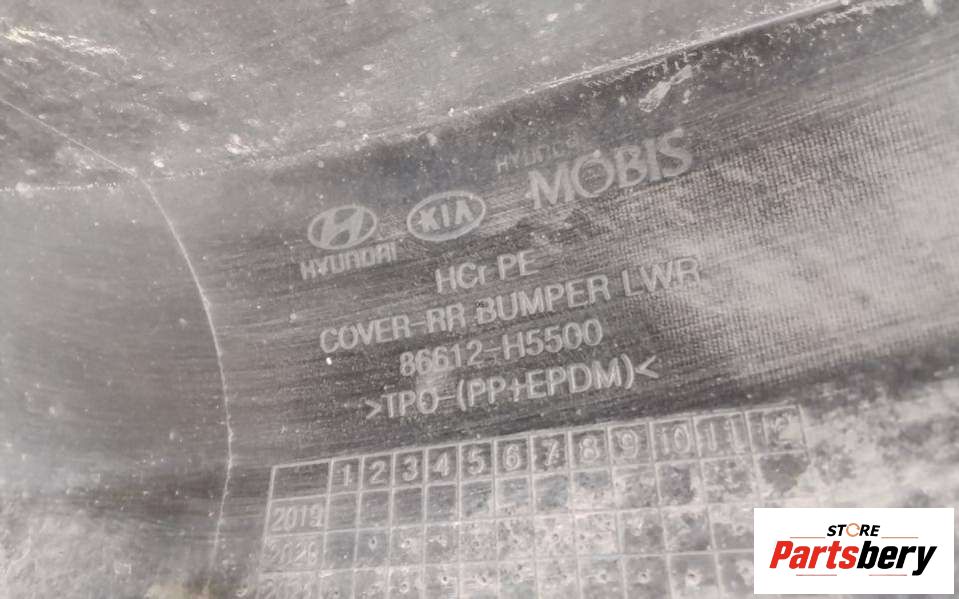 HYUNDAI
MOBIS
KIA
HYUNDAI
HCr PE
COVER-RR BUMPER LWR
86612-H5500
>TPO-(PP+EPDM)<
1 2 3 4 5 6 7 8 9 10 11 12
2019
STORE
Partsbery